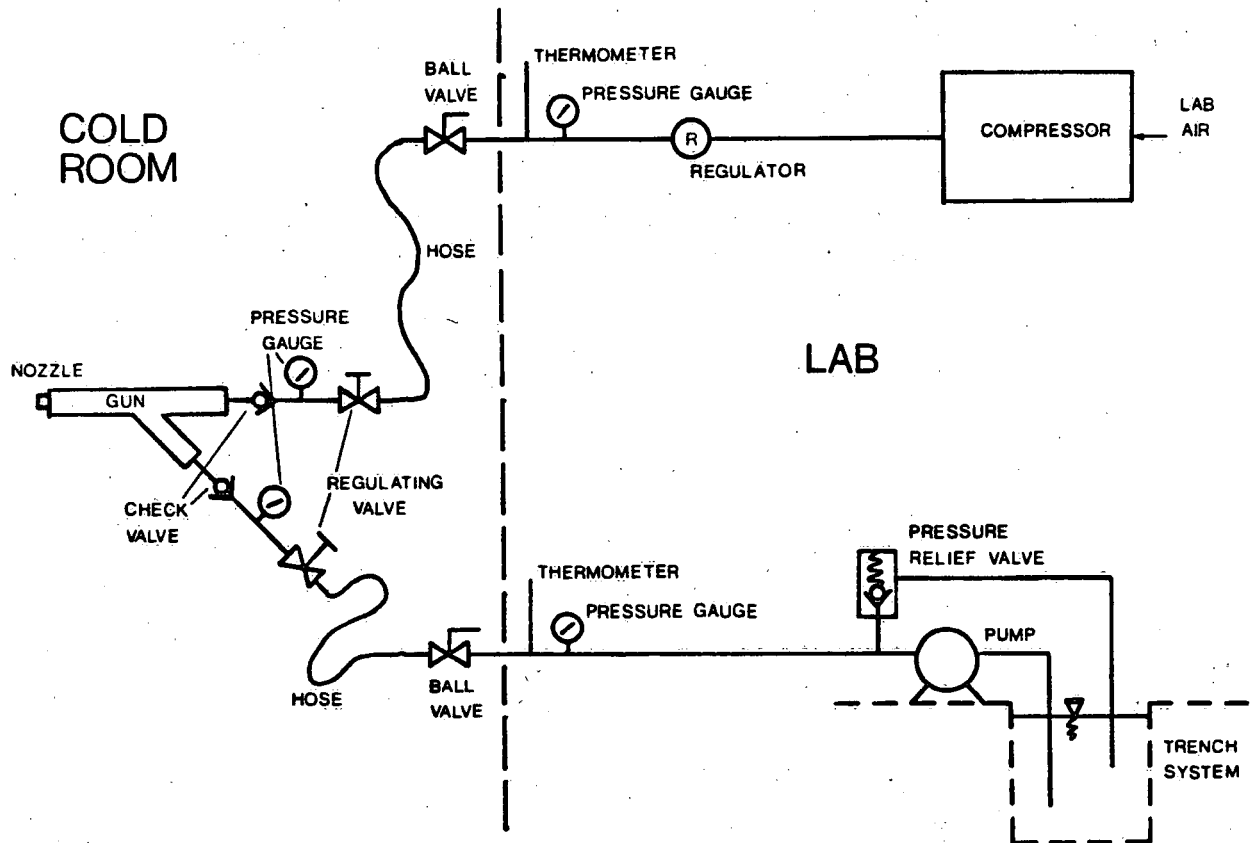 THERMOMETER
BALL
VALVE
PRESSURE GAUGE
COLD
ROOM
COMPRESSOR
LAB
AIR
R
REGULATOR
HOSE
PRESSURE
GAUGE
LAB
NOZZLE
GUN
REGULATING
VALVE
CHECK
VALVE
PRESSURE
RELIEF VALVE
THERMOMETER
PRESSURE GAUGE
PUMP
HOSE
BALL
VALVE
TRENCH
SYSTEM